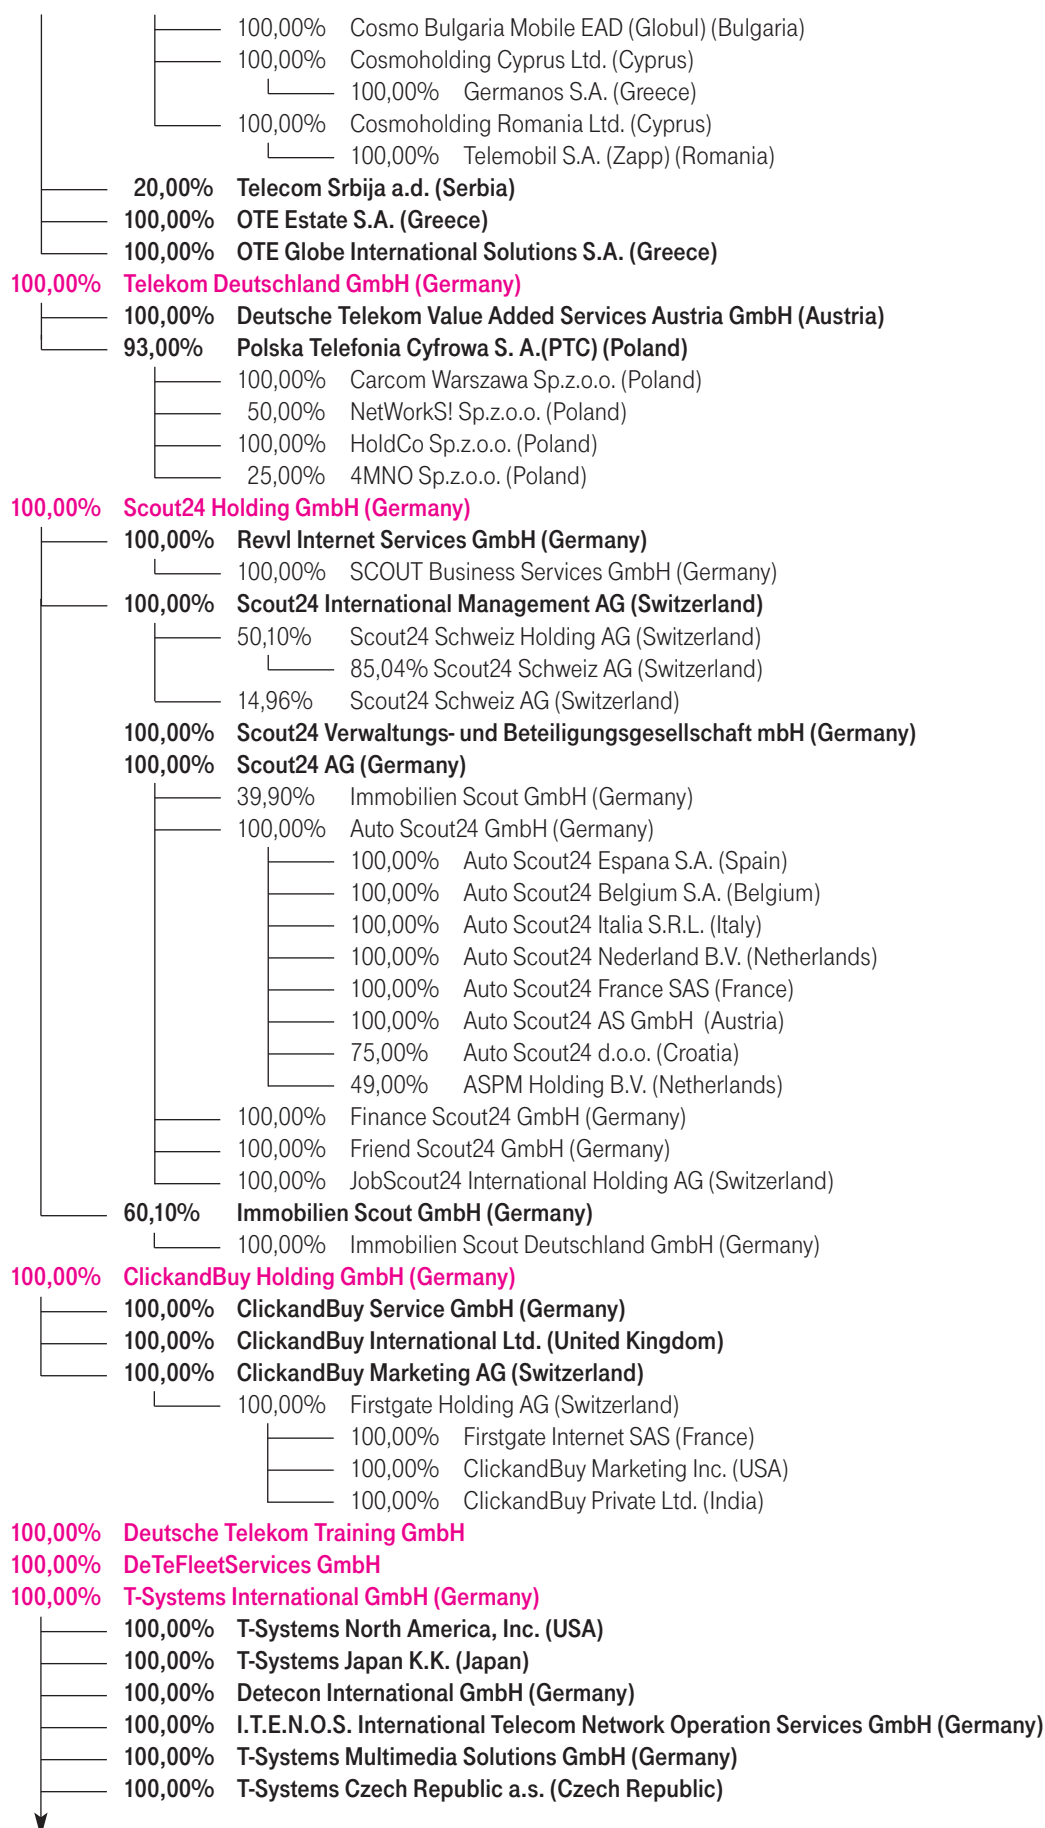 100,00% Cosmo Bulgaria Mobile EAD (Globul) (Bulgaria)
100,00% Cosmoholding Cyprus Ltd. (Cyprus)
100,00% Germanos S.A. (Greece)
100,00% Cosmoholding Romania Ltd. (Cyprus)
100,00% Telemobil S.A. (Zapp) (Romania)
20,00% Telecom Srbija a.d. (Serbia)
100,00% OTE Estate S.A. (Greece)
100,00% OTE Globe International Solutions S.A. (Greece)
100,00% Telekom Deutschland GmbH (Germany)
100,00% Deutsche Telekom Value Added Services Austria GmbH (Austria)
93,00% Polska Telefonia Cyfrowa S. A.(PTC) (Poland)
100,00% Carcom Warszawa Sp.z.o.o. (Poland)
50,00% NetWorkS! Sp.z.o.o. (Poland)
100,00% HoldCo Sp.z.o.o. (Poland)
25,00% 4MNO Sp.z.o.o. (Poland)
100,00% Scout24 Holding GmbH (Germany)
100,00% Revvl Internet Services GmbH (Germany)
100,00% SCOUT Business Services GmbH (Germany)
100,00% Scout24 International Management AG (Switzerland)
50,10% Scout24 Schweiz Holding AG (Switzerland)
85,04% Scout24 Schweiz AG (Switzerland)
14,96% Scout24 Schweiz AG (Switzerland)
100,00% Scout24 Verwaltungs- und Beteiligungsgesellschaft mbH (Germany)
100,00% Scout24 AG (Germany)
39,90% Immobilien Scout GmbH (Germany)
100,00% Auto Scout24 GmbH (Germany)
100,00% Auto Scout24 Espana S.A. (Spain)
100,00% Auto Scout24 Belgium S.A. (Belgium)
100,00% Auto Scout24 Italia S.R.L. (Italy)
100,00% Auto Scout24 Nederland B.V. (Netherlands)
100,00% Auto Scout24 France SAS (France)
100,00% Auto Scout24 AS GmbH (Austria)
75,00% Auto Scout24 d.o.o. (Croatia)
49,00% ASPM Holding B.V. (Netherlands)
100,00% Finance Scout24 GmbH (Germany)
100,00% Friend Scout24 GmbH (Germany)
100,00% JobScout24 International Holding AG (Switzerland)
60,10% Immobilien Scout GmbH (Germany)
100,00% Immobilien Scout Deutschland GmbH (Germany)
100,00% ClickandBuy Holding GmbH (Germany)
100,00% ClickandBuy Service GmbH (Germany)
100,00% ClickandBuy International Ltd. (United Kingdom)
100,00% ClickandBuy Marketing AG (Switzerland)
100,00% Firstgate Holding AG (Switzerland)
100,00% Firstgate Internet SAS (France)
100,00% ClickandBuy Marketing Inc. (USA)
100,00% ClickandBuy Private Ltd. (India)
100,00% Deutsche Telekom Training GmbH
100,00% DeTeFleetServices GmbH
100,00% T-Systems International GmbH (Germany)
100,00% T-Systems North America, Inc. (USA)
100,00% T-Systems Japan K.K. (Japan)
100,00% Detecon International GmbH (Germany)
100,00% I.T.E.N.O.S. International Telecom Network Operation Services GmbH (Germany)
100,00% T-Systems Multimedia Solutions GmbH (Germany)
100,00% T-Systems Czech Republic a.s. (Czech Republic)